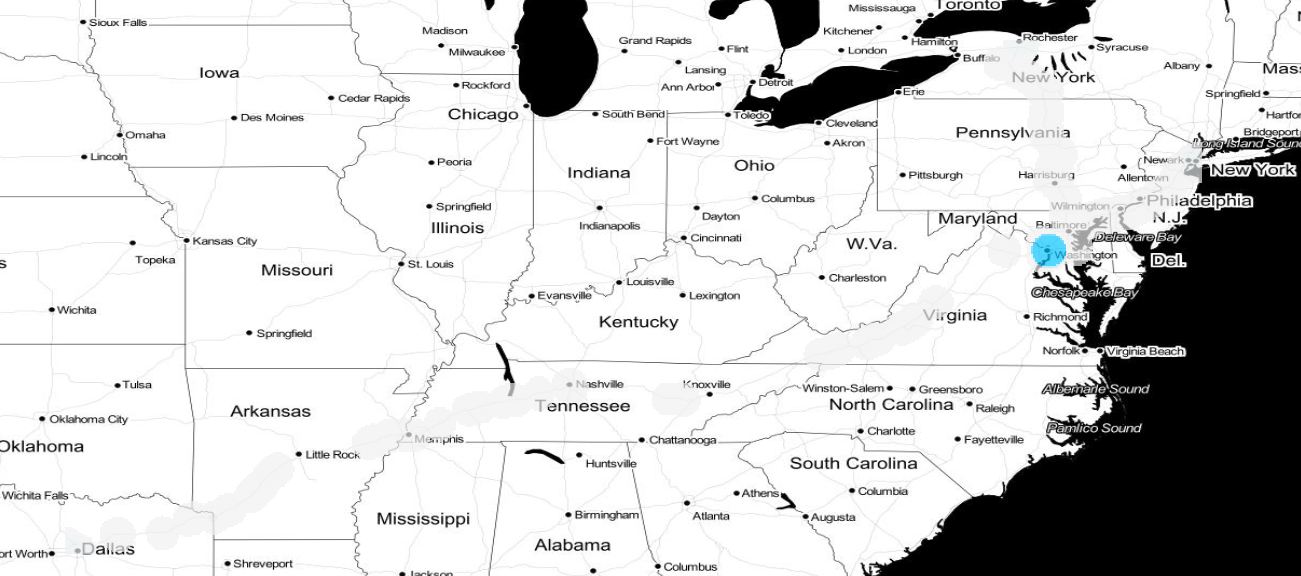 Mississauga
Toronto
Sioux Falls
Madison
Kitchener
Rochester
Milwaukee
Grand Rapids
Flint
London
Hamilton
Buffalo
Syracuse
Iowa
Lansing
New York
Albany
Mass
Rockford
Ann Arbor
Detroit
Erie
Springfield
Cedar Rapids
Chicago
South Bend
Toledo
Cleveland
Hartfor
Des Moines
Omaha
Fort Wayne
Akron
Pennsylvania
Bridgeport
Long Island Sound
Lincoln
Peoria
Indiana
Ohio
Newark
New York
Pittsburgh
Harrisburg
Allentown
Springfield
Columbus
Wilmington
Philadelphia
Illinois
Indianapolis
Dayton
Maryland
Baltimore
N.J.
Kansas City
Cincinnati
W.Va.
Deleware Bay
Topeka
Missouri
St. Louis
Washington
Del.
s
Charleston
Louisville
Evansville
Lexington
Chesapeake Bay
Wichita
Springfield
Kentucky
Virginia
Richmond
Norfolk
Virginia Beach
Tulsa
Nashville
Knoxville
Winston-Salem
Greensboro
Albemarle Sound
Oklahoma City
Arkansas
Tennessee
North Carolina
Raleigh
Oklahoma
Memphis
Chattanooga
Charlotte
Fayetteville
Pamlico Sound
Little Rock
Huntsville
South Carolina
Wichita Falls
Athens
Columbia
Mississippi
Birmingham
Atlanta
Augusta
ort Worth
Dallas
Alabama
Shreveport
Jackson
Columbus